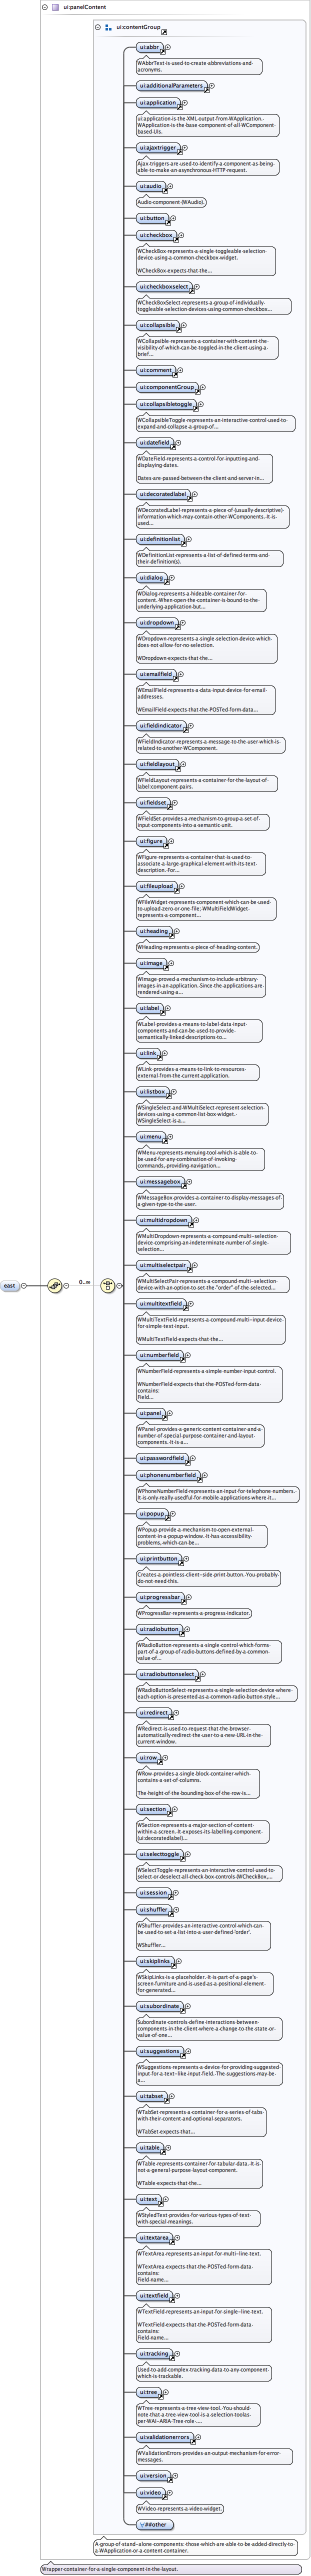 ui:panelContent
ui:contentGroup
ui:abbr
WAbbrText is used to create abbreviations and
acronyms.
ui:additionalParameters
ui:application
ui:application is the XML output from WApplication.
WApplication is the base component of all WComponent
based UIs.
ui:ajaxtrigger
Ajax triggers are used to identify a component as being
able to make an asynchronous HTTP request.
ui:audio
Audio component (WAudio).
ui:button
ui:checkbox
WCheckBox represents a single toggleable selection
device using a common checkbox widget.
WCheckBox expects that the...
ui:checkboxselect
WCheckBoxSelect represents a group of individually
toggleable selection devices using common checkbox...
ui:collapsible
WCollapsible represents a container with content the
visibility of which can be toggled in the client using a
brief...
ui:comment
ui:componentGroup
ui:collapsibletoggle
WCollapsibleToggle represents an interactive control used to
expand and collapse a group of...
ui:datefield
WDateField represents a control for inputting and
displaying dates.
Dates are passed between the client and server in...
ui:decoratedlabel
WDecoratedLabel represents a piece of (usually descriptive)
information which may contain other WComponents. It is
used...
ui:definitionlist
WDefinitionList represents a list of defined terms and
their definition(s).
ui:dialog
WDialog represents a hideable container for
content. When open the container is bound to the
underlying application but...
ui:dropdown
WDropdown represents a single selection device which
does not allow for no selection.
WDropdown expects that the...
ui:emailfield
WEmailField represents a data input device for email
addresses.
WEmailField expects that the POSTed form data...
ui:fieldindicator
WFieldIndicator represents a message to the user which is
related to another WComponent.
ui:fieldlayout
WFieldLayout represents a container for the layout of
label:component pairs.
ui:fieldset
WFieldSet provides a mechanism to group a set of
input components into a semantic unit.
ui:figure
WFigure represents a container that is used to
associate a large graphical element with its text
description. For...
ui:fileupload
WFileWidget represents component which can be used
to upload zero or one file; WMultiFileWidget
represents a component...
ui:heading
WHeading represents a piece of heading content.
ui:image
WImage proved a mechanism to include arbitrary
images in an application. Since the applications are
rendered using a...
ui:label
WLabel provides a means to label data input
components and can be used to provide
semantically linked descriptions to...
ui:link
WLink provides a means to link to resources
external from the current application.
ui:listbox
WSingleSelect and WMultiSelect represent selection
devices using a common list box widget.
WSingleSelect is a...
ui:menu
WMenu represents menuing tool which is able to
be used for any combination of invoking
commands, providing navigation...
ui:messagebox
WMessageBox provides a container to display messages of
a given type to the user.
ui:multidropdown
WMultiDropdown represents a compound multi-selection
device comprising an indeterminate number of single
selection...
ui:multiselectpair
WMultiSelectPair represents a compound multi-selection
device with an option to set the "order" of the selected...
ui:multitextfield
WMultiTextField represents a compound multi-input device
for simple text input.
WMultiTextField expects that the...
east
0..∞
ui:numberfield
WNumberField represents a simple number input control.
WNumberField expects that the POSTed form data
contains:
Field...
ui:panel
WPanel provides a generic content container and a
number of special purpose container and layout
components. It is a...
ui:passwordfield
ui:phonenumberfield
WPhoneNumberField represents an input for telephone numbers.
It is only really usedful for mobile applications where it...
ui:popup
WPopup provide a mechanism to open external
content in a popup window. It has accessibility
problems, which can be...
ui:printbutton
Creates a pointless client-side print button. You probably
do not need this.
ui:progressbar
WProgressBar represents a progress indicator.
ui:radiobutton
WRadioButton represents a single control which forms
part of a group of radio buttons defined by a common
value of...
ui:radiobuttonselect
WRadioButtonSelect represents a single selection device where
each option is presented as a common radio button style...
ui:redirect
WRedirect is used to request that the browser
automatically redirect the user to a new URL in the
current window.
ui:row
WRow provides a single block container which
contains a set of columns.
The height of the bounding box of the row is...
ui:section
WSection represents a major section of content
within a screen. It exposes its labelling component
(ui:decoratedlabel)...
ui:selecttoggle
WSelectToggle represents an interactive control used to
select or deselect all check box controls (WCheckBox,...
ui:session
ui:shuffler
WShuffler provides an interactive control which can
be used to set a list into a user defined 'order'.
WShuffler...
ui:skiplinks
WSkipLinks is a placeholder. It is part of a page's
screen furniture and is used as a positional element
for generated...
ui:subordinate
Subordinate controls define interactions between
components in the client where a change to the state or
value of one...
ui:suggestions
WSuggestions represents a device for providing suggested
input for a text-like input field. The suggestions may be
a...
ui:tabset
WTabSet represents a container for a series of tabs
with their content and optional separators.
WTabSet expects that...
ui:table
WTable represents container for tabular data. It is
not a general purpose layout component.
WTable expects that the...
ui:text
WStyledText provides for various types of text
with special meanings.
ui:textarea
WTextArea represents an input for multi-line text.
WTextArea expects that the POSTed form data
contains:
Field name...
ui:textfield
WTextField represents an input for single-line text.
WTextField expects that the POSTed form data
contains:
Field name...
ui:tracking
Used to add complex tracking data to any component
which is trackable.
ui:tree
WTree represents a tree view tool. You should
note that a tree view tool is a selection toolas
per WAI-ARIA Tree role ....
ui:validationerrors
WValidationErrors provides an output mechanism for error
messages.
ui:version
ui:video
WVideo represents a video widget.
##other
A group of stand-alone components: those which are able to be added directly to
a WApplication or a content container.
Wrapper container for a single component in the layout.